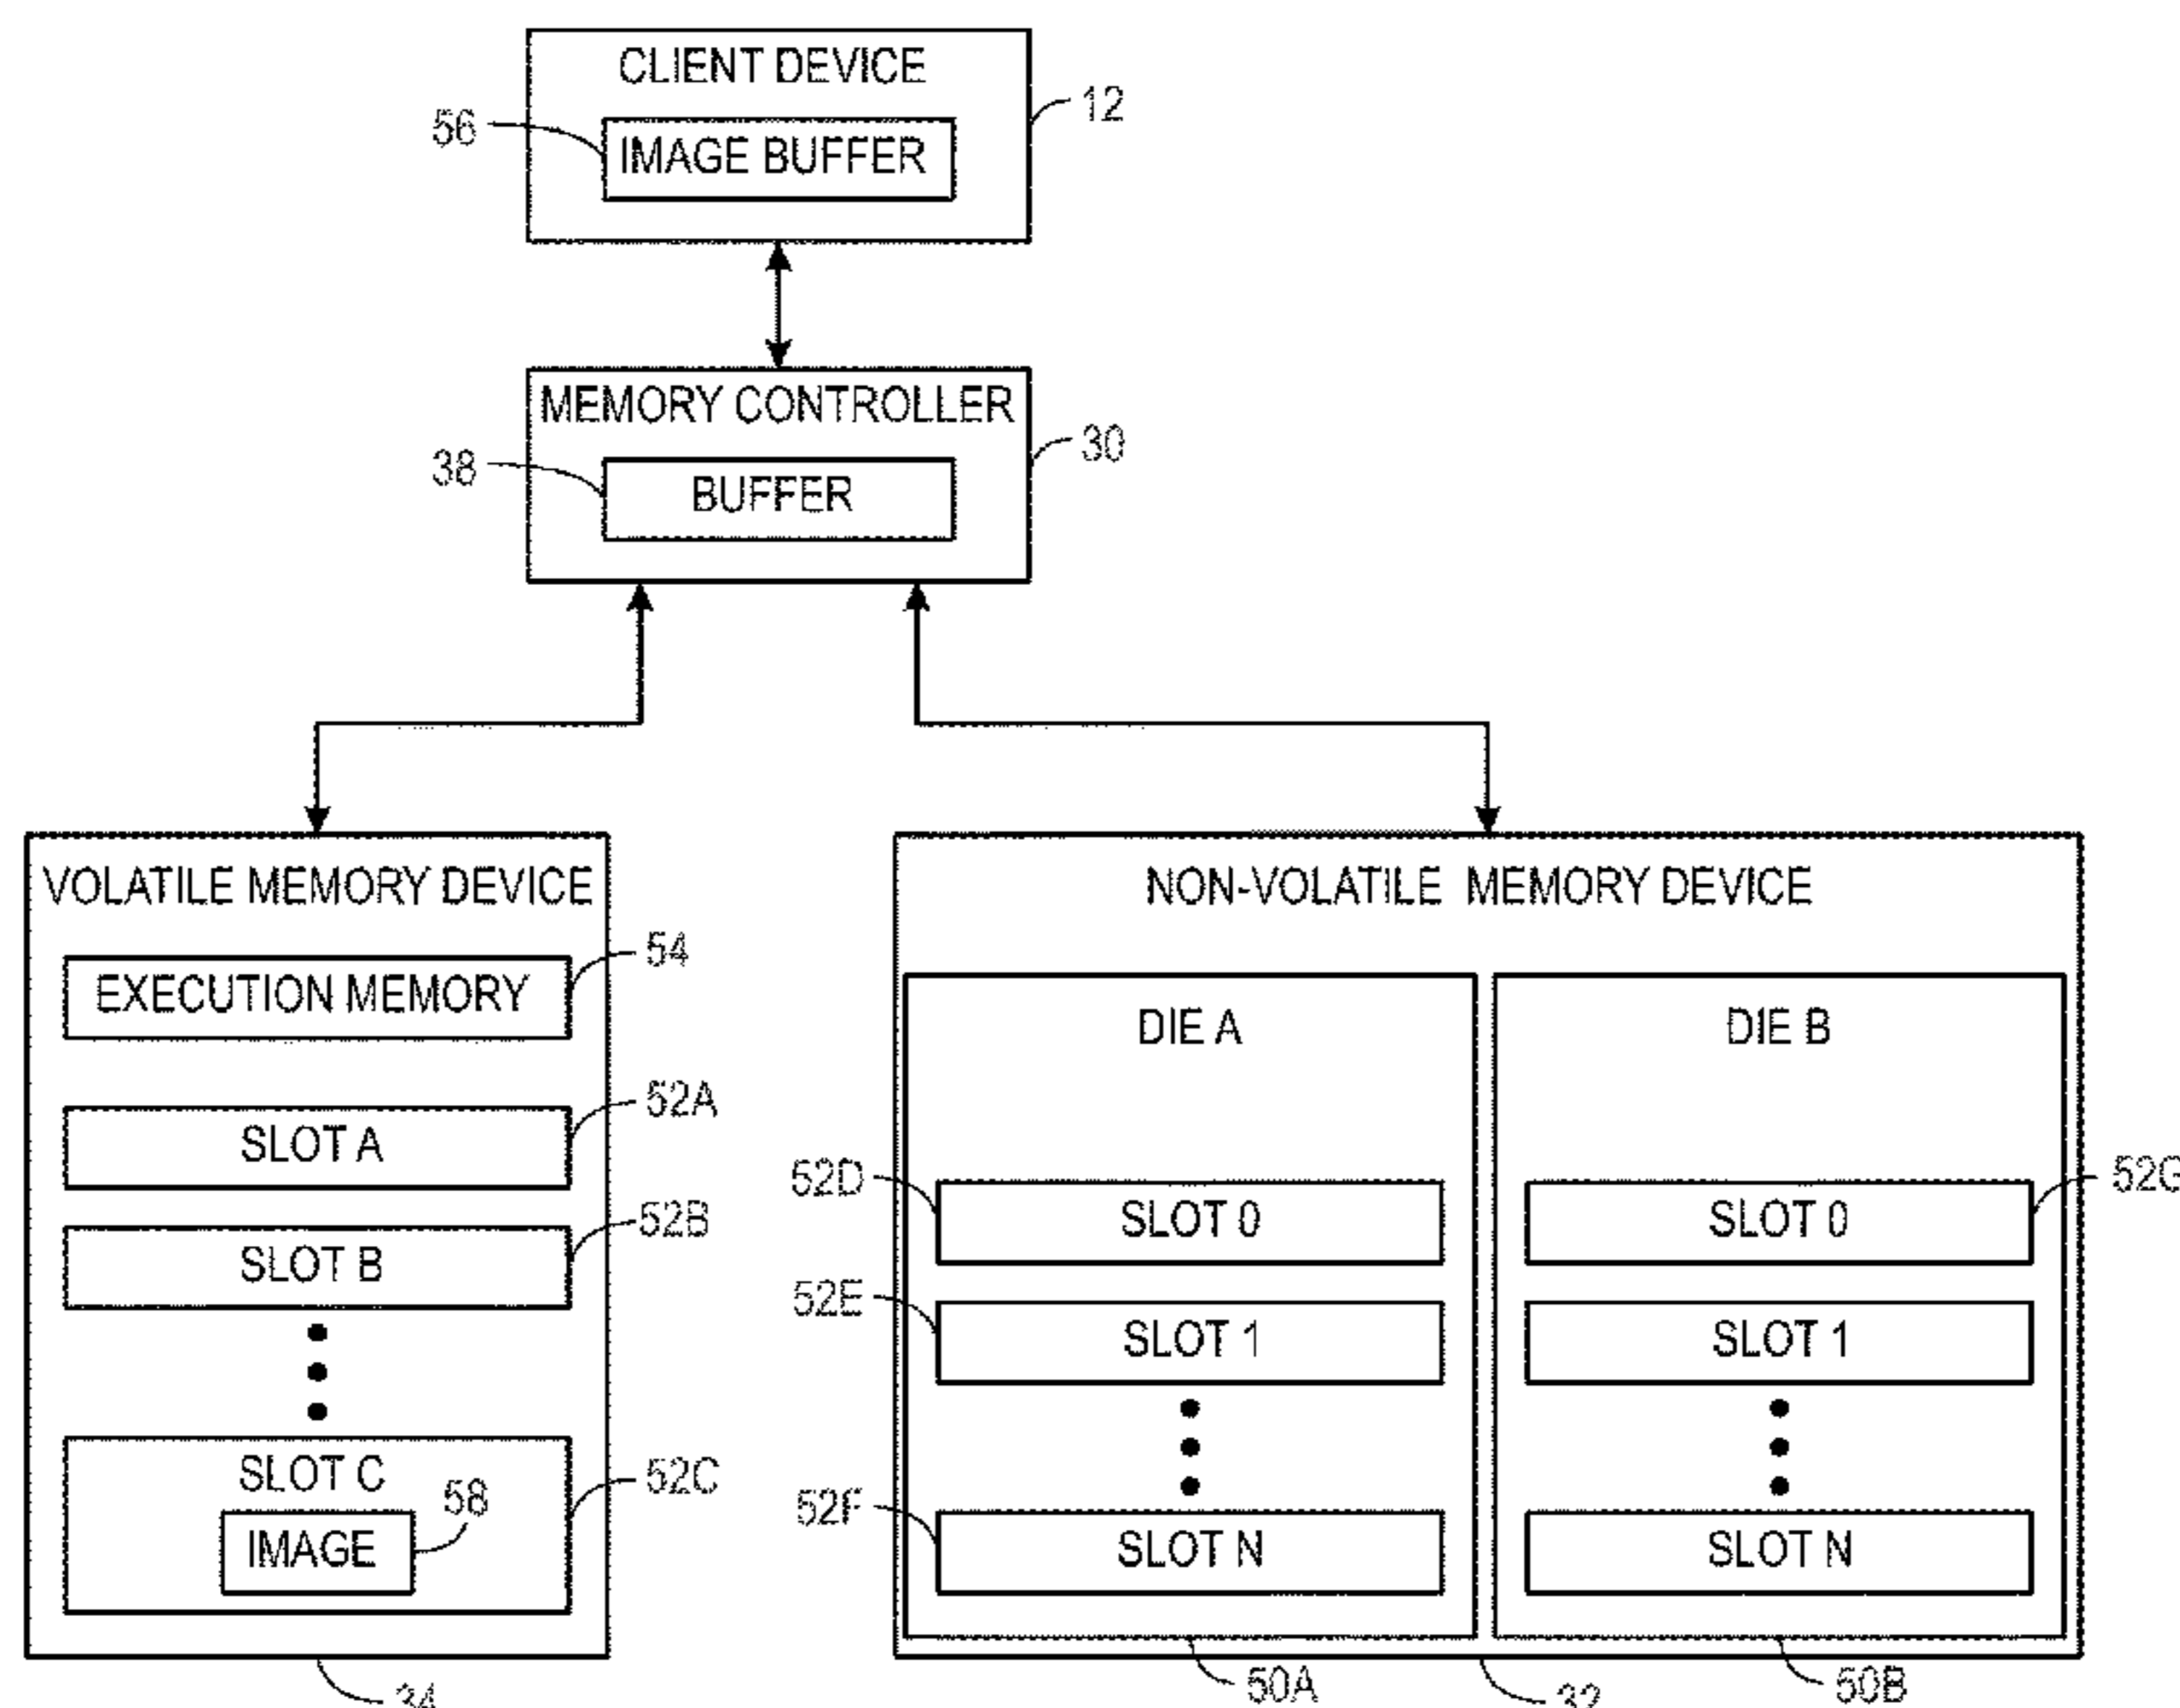 CLIENT DEVICE
12
56
IMAGE BUFFER
MEMORY CONTROLLER
30
38
BUFFER
VOLATILE MEMORY DEVICE
54
EXECUTION MEMORY
52A
SLOT A
52B
SLOT B
SLOT C
52C
58
IMAGE
34
NON-VOLATILE MEMORY DEVICE
DIE A
52D
SLOT 0
52E
SLOT 1
52F
SLOT N
50A
DIE B
52G
SLOT 0
SLOT 1
SLOT N
50B
32